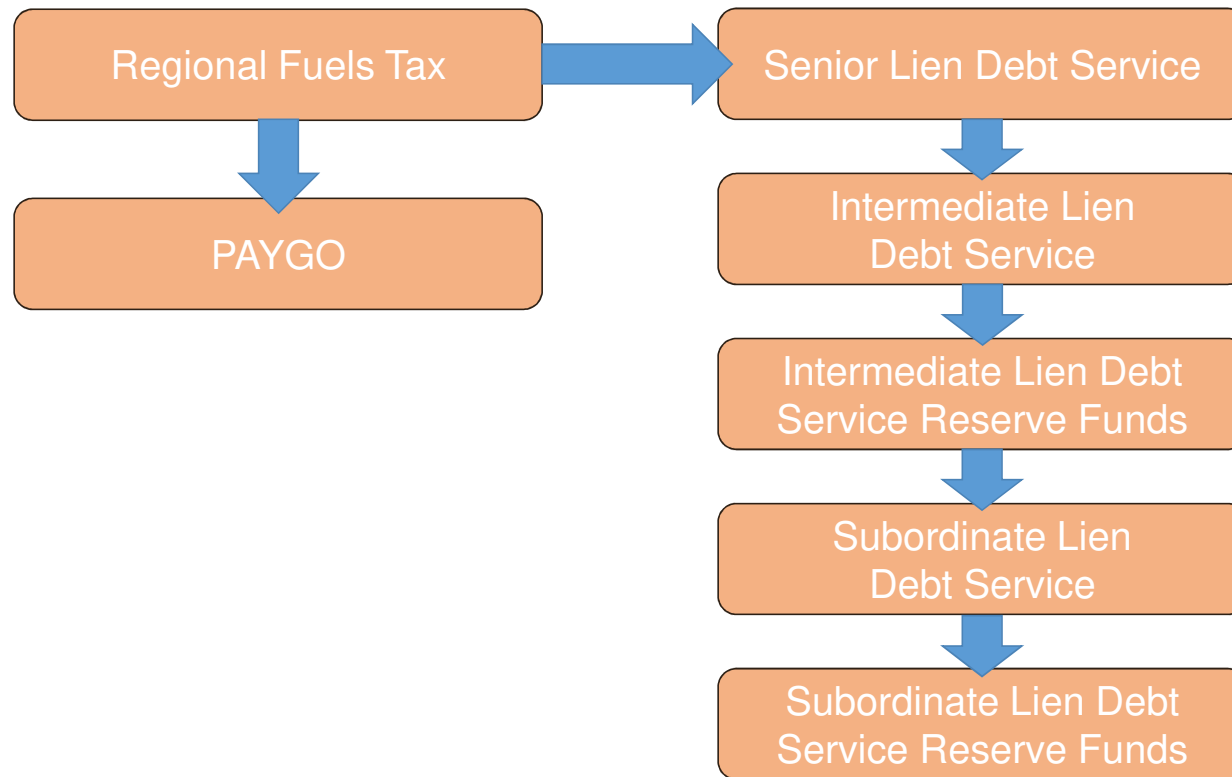 Regional Fuels Tax
Senior Lien Debt Service
PAYGO
Intermediate Lien
Debt Service
Intermediate Lien Debt
Service Reserve Funds
Subordinate Lien
Debt Service
Subordinate Lien Debt
Service Reserve Funds